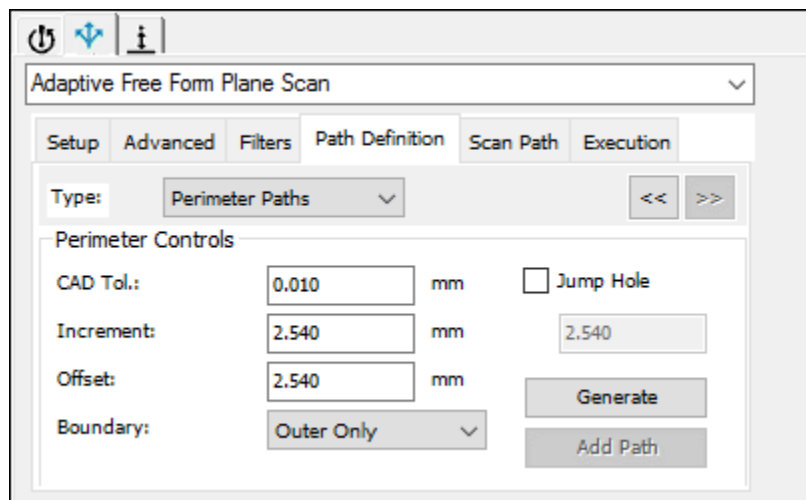 Adaptive Free Form Plane Scan
Setup Advanced Filters Path Definition Scan Path Execution
Type: Perimeter Paths << >>
Perimeter Controls
CAD Tol.: 0.010 mm Jump Hole
Increment: 2.540 mm 2.540
Offset: 2.540 mm Generate
Boundary: Outer Only Add Path